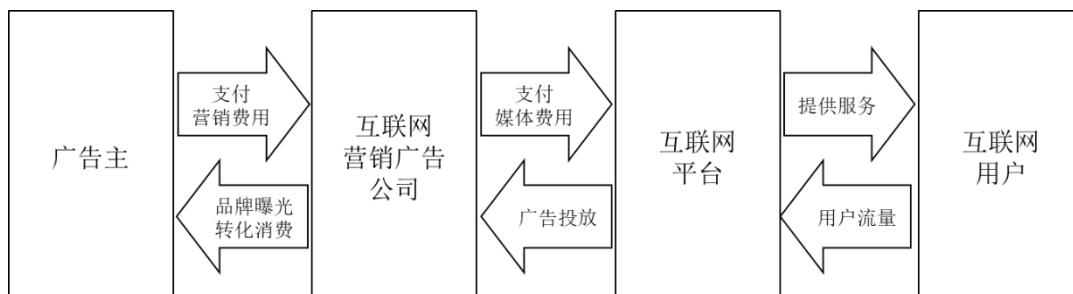 广告主
支付
营销费用
品牌曝光
转化消费
互联网
营销广告
公司
支付
媒体费用
广告投放
互联网
平台
提供服务
用户流量
互联网
用户